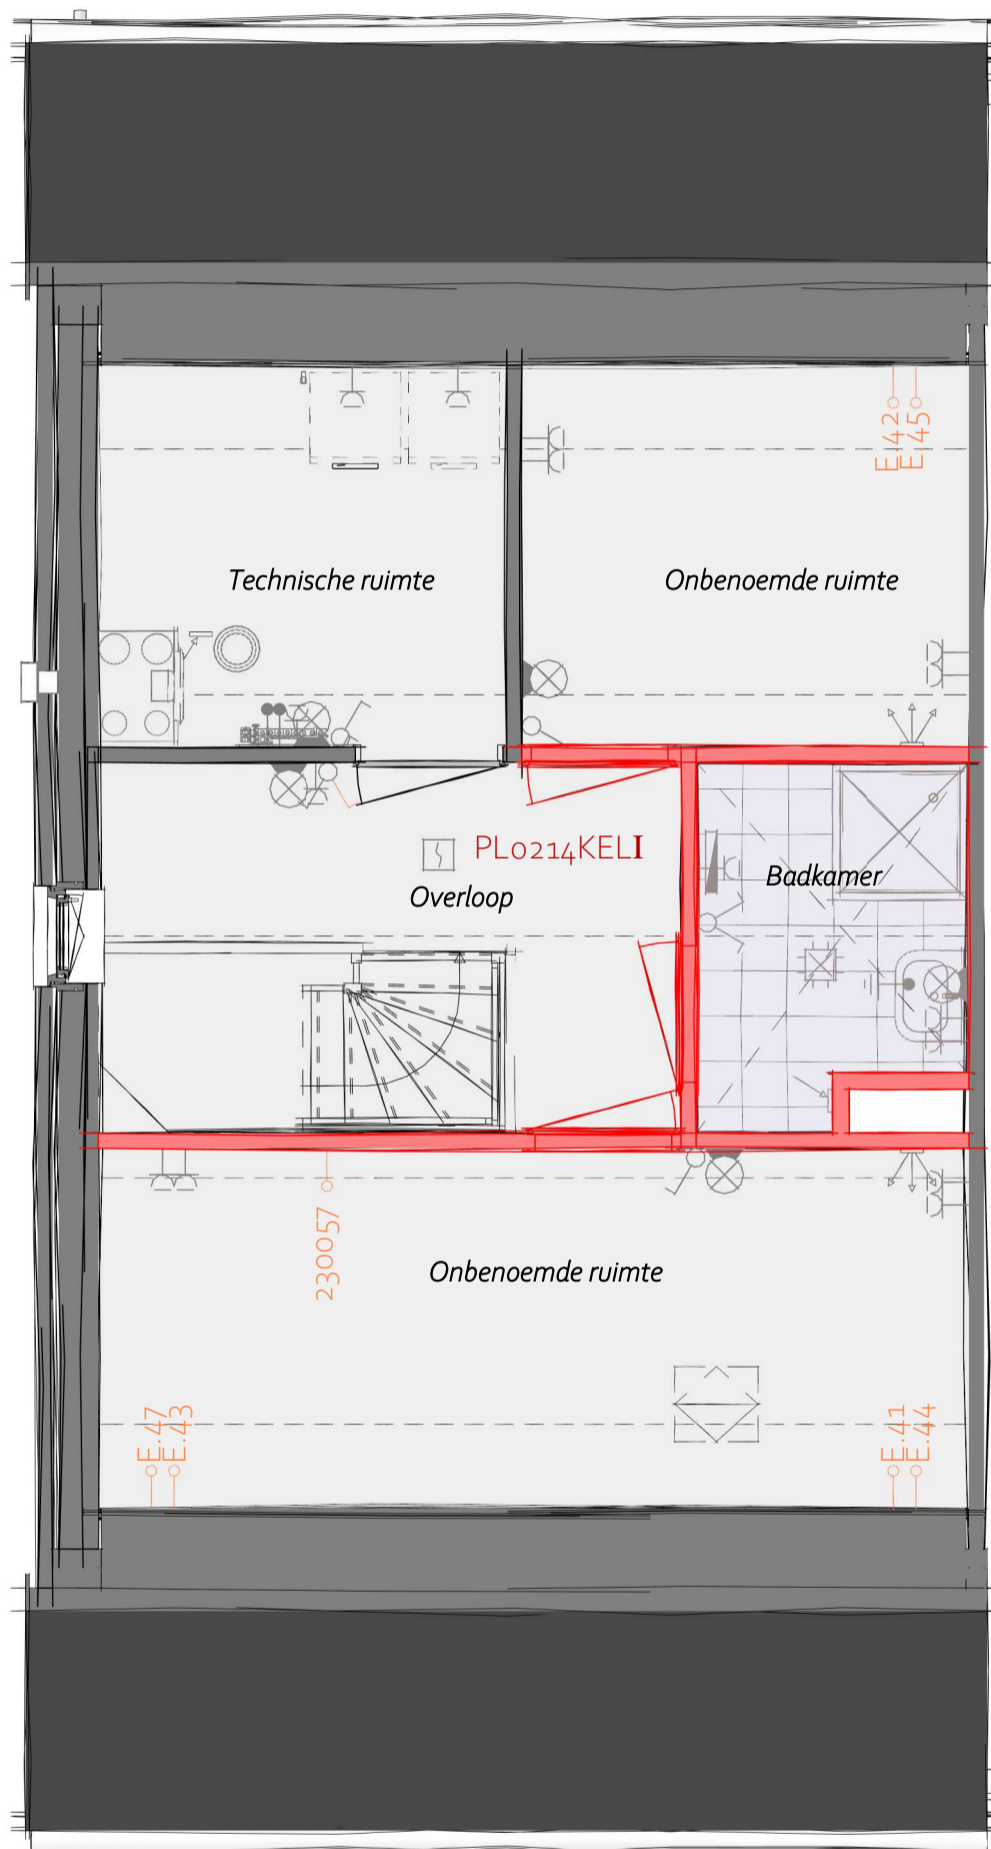 E.42
E.45
Technische ruimte
Onbenoemde ruimte
PL0214KELI
Overloop
Badkamer
230057
Onbenoemde ruimte
E.47
E.43
E.41
E.44